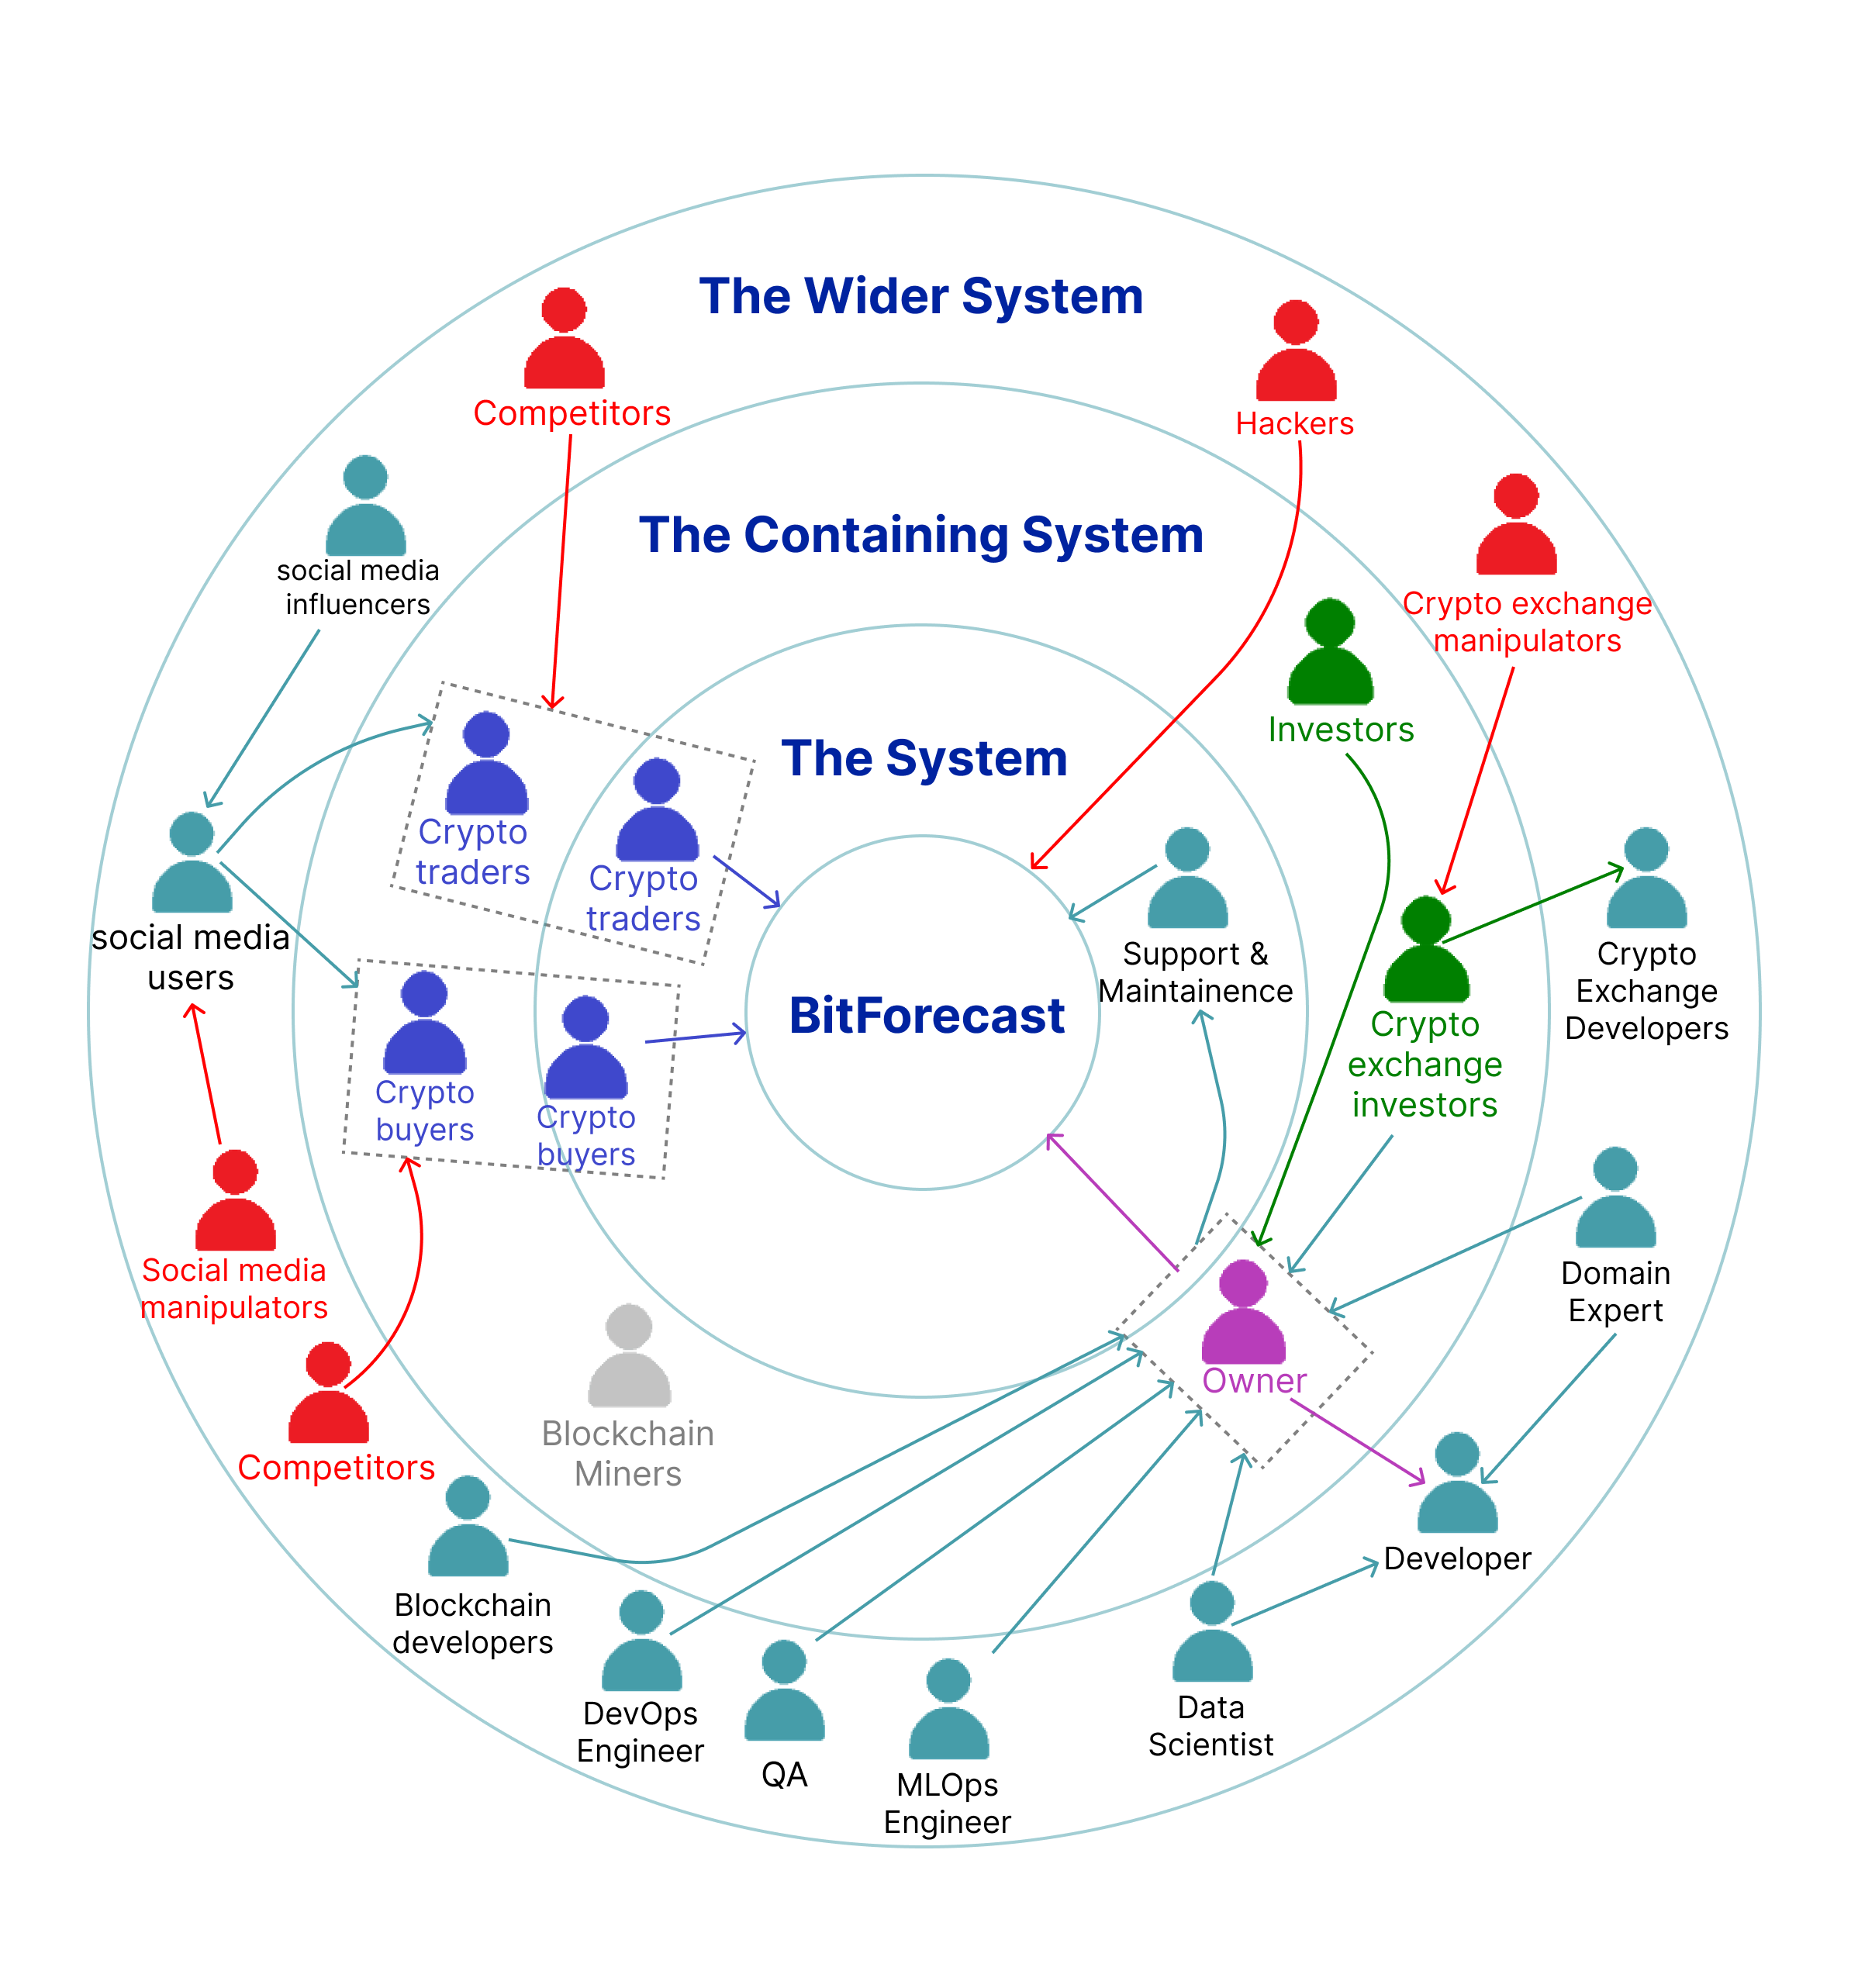 The Wider System
Competitors
Hackers
The Containing System
social media
influencers
Crypto exchange
manipulators
Investors
The System
Crypto
traders
Crypto
traders
social media
users
Support &
Maintainence
Crypto
Exchange
Developers
BitForecast
Crypto
exchange
investors
Crypto
buyers
Crypto
buyers
Social media
manipulators
Domain
Expert
Owner
Blockchain
Miners
Competitors
Developer
Blockchain
developers
DevOps
Engineer
QA
MLOps
Engineer
Data
Scientist